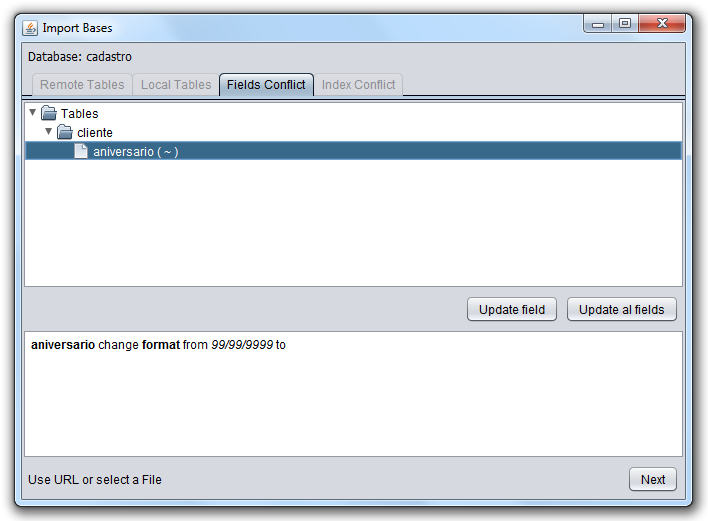 Import Bases
Database: cadastro
Remote Tables Local Tables Fields Conflict Index Conflict
Tables
cliente
aniversario ( ~ )
Update field Update al fields
aniversario change format from 99/99/9999 to
Use URL or select a File Next